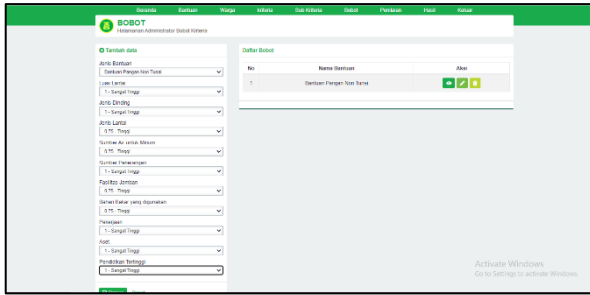 Beranda Bantuan Warga Kriteria Sub Kriteria Bobot Penilaian Hasil Keluar
BOBOT
Halamanan Administrator Bobot Kriteria
Tambah data
Jenis Bantuan
Bantuan Pangan Non Tunai
Luas Lantai
1 - Sangat Tinggi
Jenis Dinding
1 - Sangat Tinggi
Jenis Lantai
0.75 - Tinggi
Sumber Air untuk Minum
0.75 - Tinggi
Sumber Penerangan
1 - Sangat Tinggi
Fasilitas Jamban
0.75 - Tinggi
Bahan Bakar yang digunakan
0.75 - Tinggi
Pekerjaan
1 - Sangat Tinggi
Aset
1 - Sangat Tinggi
Pendidikan Tertinggi
1 - Sangat Tinggi
Daftar Bobot
No Nama Bantuan Aksi
1 Bantuan Pangan Non Tunai
Activate Windows
Go to Settings to activate Windows.